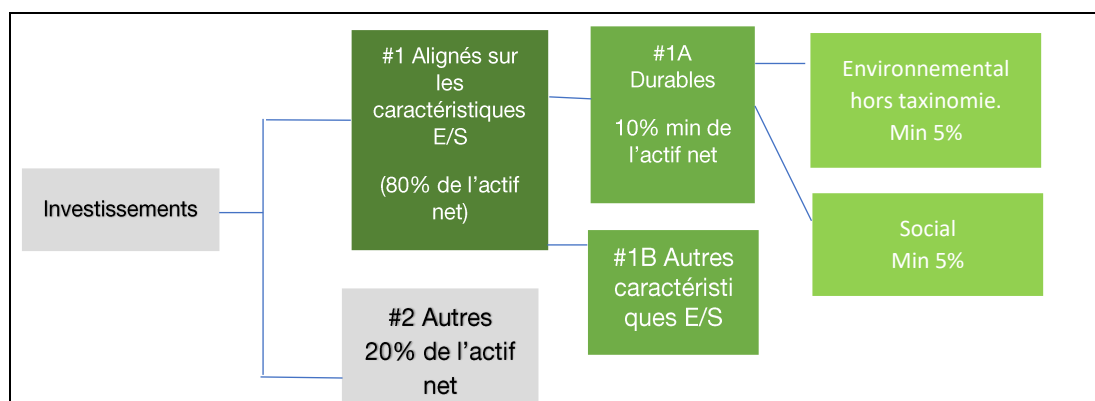 Investissements
#1 Alignés sur
les
caractéristiques
E/S
(80% de l’actif
net)
#2 Autres
20% de l’actif
net
#1A
Durables
10% min de
l’actif net
#1B Autres
caractéristi
ques E/S
Environnemental
hors taxinomie.
Min 5%
Social
Min 5%